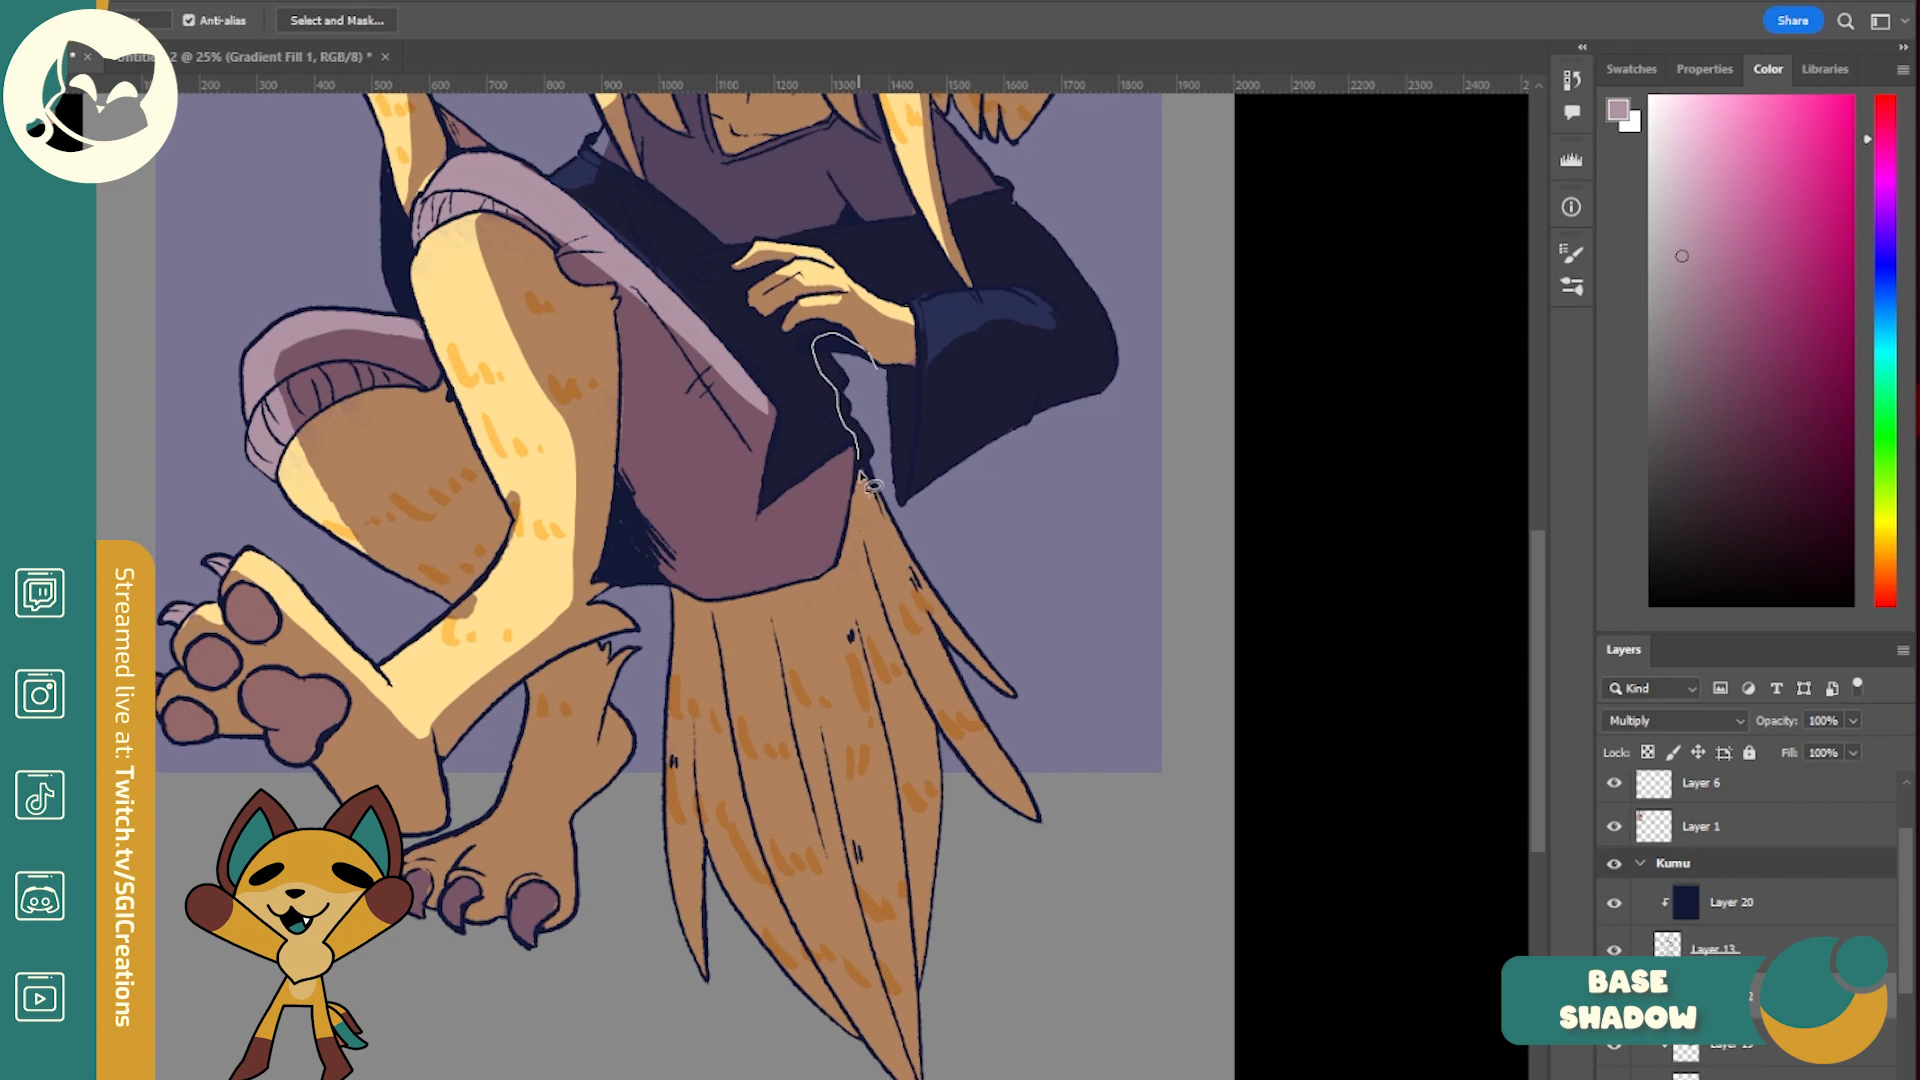 Anti-alias
Select and Mask...
Share
2 @ 25% (Gradient Fill 1, RGB/8) *
200 300 400 500 600 700 800 900 1000 1100 1200 1300 1400 1500 1600 1700 1800 1900 2000 2100 2200 2300 2400
Swatches
Properties
Color
Libraries
Layers
Kind
Multiply
Opacity: 100%
Lock:
Fill: 100%
Layer 6
Layer 1
Kumu
Layer 20
Layer 13
Streamed live at: Twitch.tv/SGICreations
BASE
SHADOW